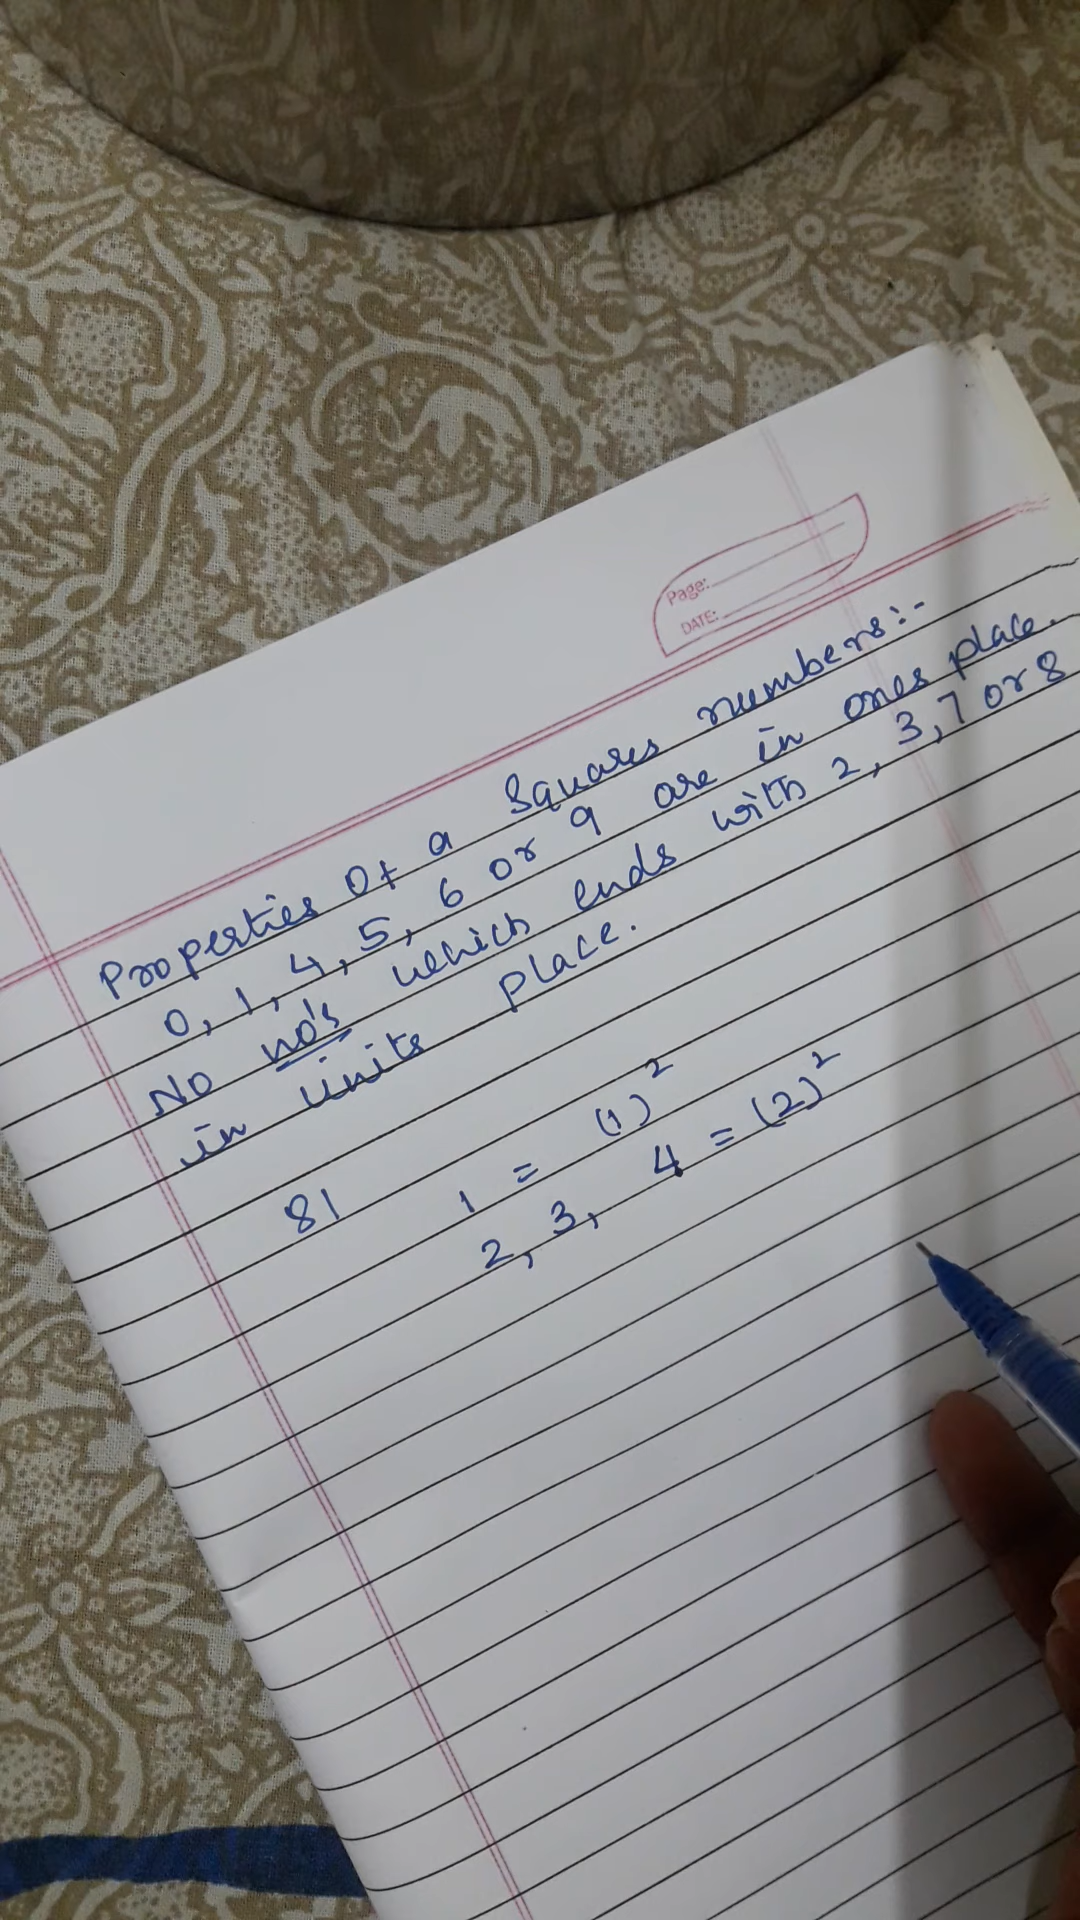 Page:
DATE:
Properties of a Squares numbers:-
0, 1, 4, 5, 6 or 9 are in ones place.
No no's which ends with 2, 3, 7 or 8
in units place.
81 1 = (1)²
2, 3, 4 = (2)²